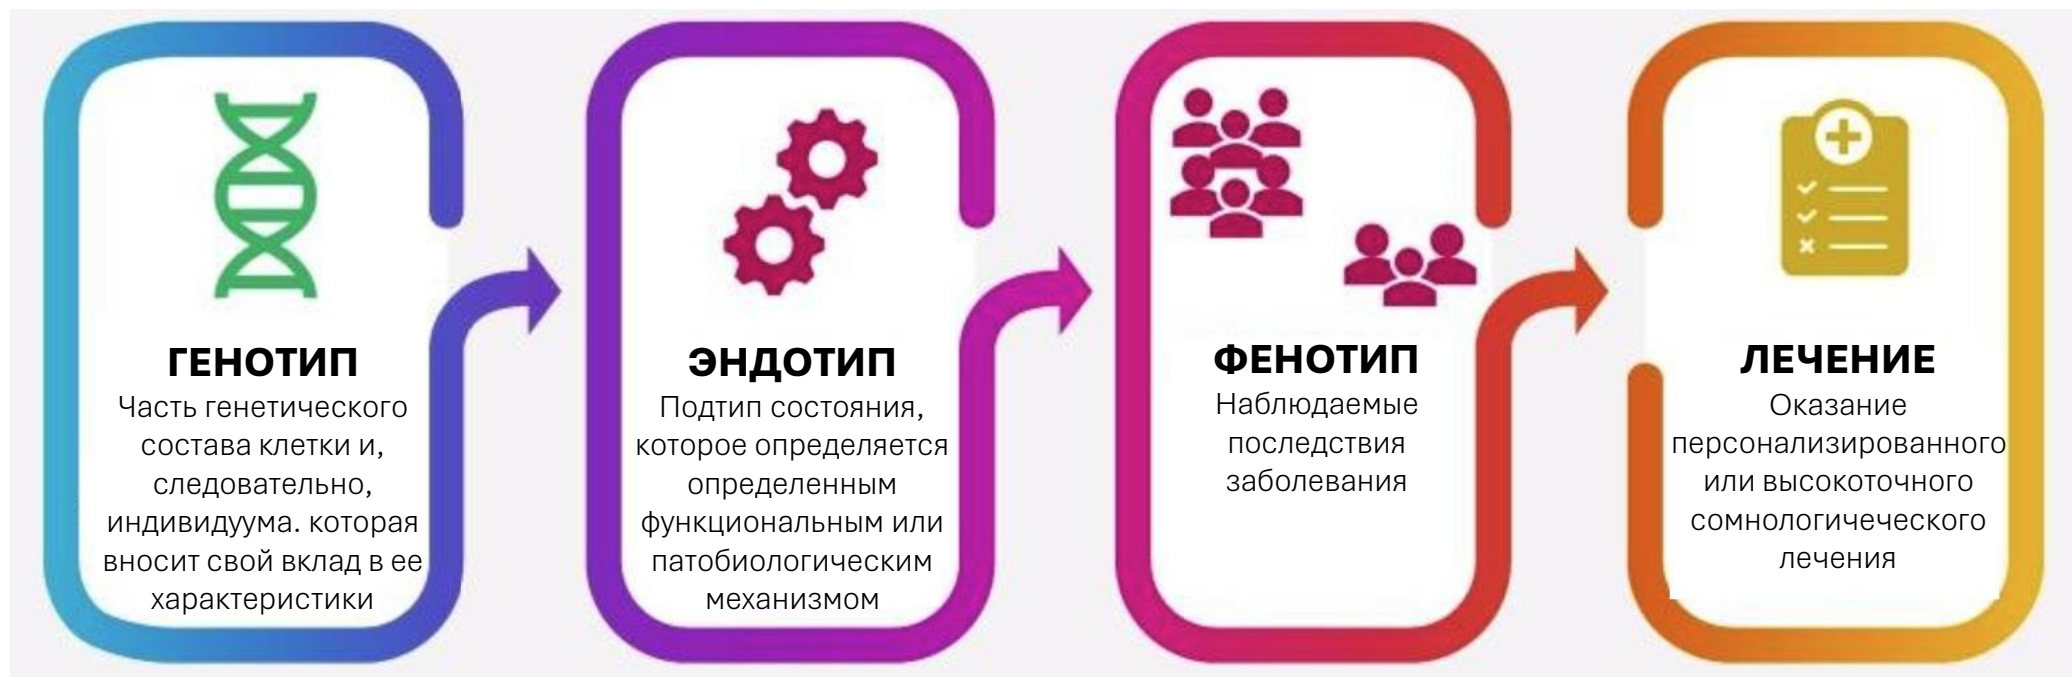 ГЕНОТИП
Часть генетического
состава клетки и,
следовательно,
индивидуума. которая
вносит свой вклад в ее
характеристики
ЭНДОТИП
Подтип состояния,
которое определяется
определенным
функциональным или
патобиологическим
механизмом
ФЕНОТИП
Наблюдаемые
последствия
заболевания
ЛЕЧЕНИЕ
Оказание
персонализированного
или высокоточного
сомнологичеческого
лечения